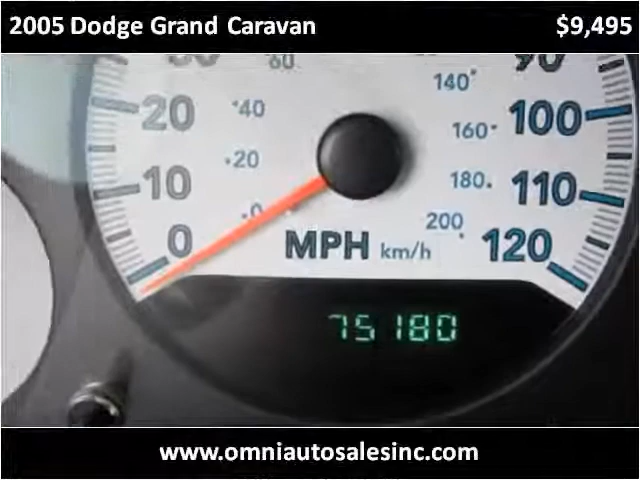 2005 Dodge Grand Caravan $9,495
60
140
90
20 40 160 100
20
10 180 110
0
0 MPH km/h 200 120
75180
www.omniautosalesinc.com